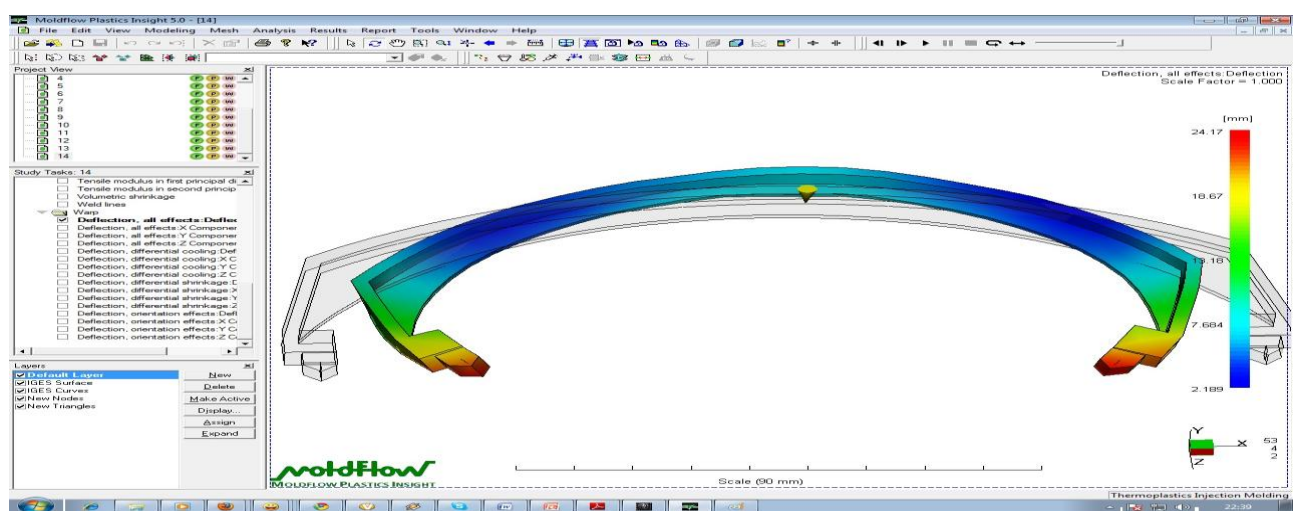 Moldflow Plastics Insight 5.0 - [14]
File Edit View Modeling Mesh Analysis Results Report Tools Window Help
Project View
4
5
6
7
8
9
10
11
12
13
14
Study Tasks: 14
Tensile modulus in first principal di
Tensile modulus in second princip
Volumetric shrinkage
Weld lines
Warp
Deflection, all effects:Deflec
Deflection, all effects:X Componer
Deflection, all effects:Y Componer
Deflection, all effects:Z Componer
Deflection, differential cooling:Def
Deflection, differential cooling:X C
Deflection, differential cooling:Y C
Deflection, differential cooling:Z C
Deflection, differential shrinkage:D
Deflection, differential shrinkage:X
Deflection, differential shrinkage:Y
Deflection, differential shrinkage:Z
Deflection, orientation effects:Defl
Deflection, orientation effects:X Co
Deflection, orientation effects:Y Co
Deflection, orientation effects:Z Co
Layers
Default Layer
IGES Surface
IGES Curves
New Nodes
New Triangles
New
Delete
Make Active
Display...
Assign
Expand
Deflection, all effects:Deflection
Scale Factor = 1.000
[mm]
24.17
18.67
13.18
7.684
2.189
Y
X
Z
53
4
2
moldflow
MOLDFLOW PLASTICS INSIGHT
Scale (90 mm)
Thermoplastics Injection Molding
22:39